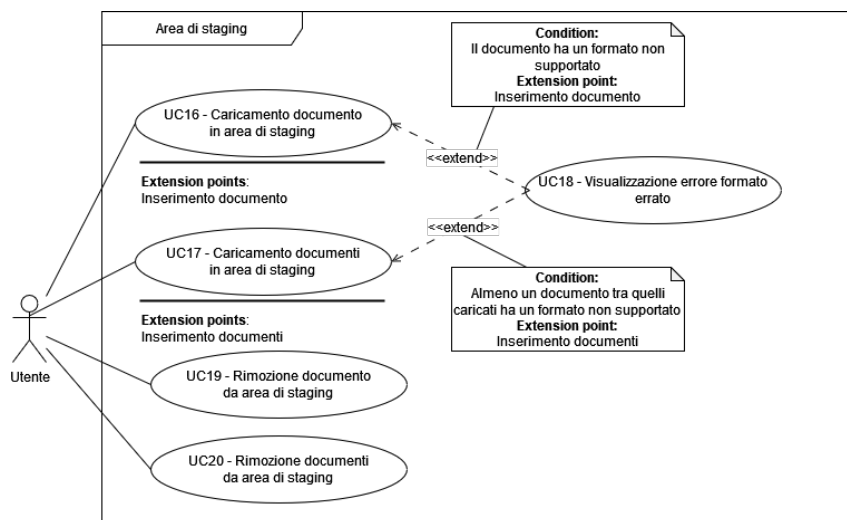 Area di staging
Condition:
Il documento ha un formato non
supportato
Extension point:
Inserimento documento
UC16 - Caricamento documento
in area di staging
<<extend>>
Extension points:
Inserimento documento
UC18 - Visualizzazione errore formato
errato
<<extend>>
UC17 - Caricamento documenti
in area di staging
Condition:
Almeno un documento tra quelli
caricati ha un formato non supportato
Extension point:
Inserimento documenti
Extension points:
Inserimento documenti
Utente
UC19 - Rimozione documento
da area di staging
UC20 - Rimozione documenti
da area di staging